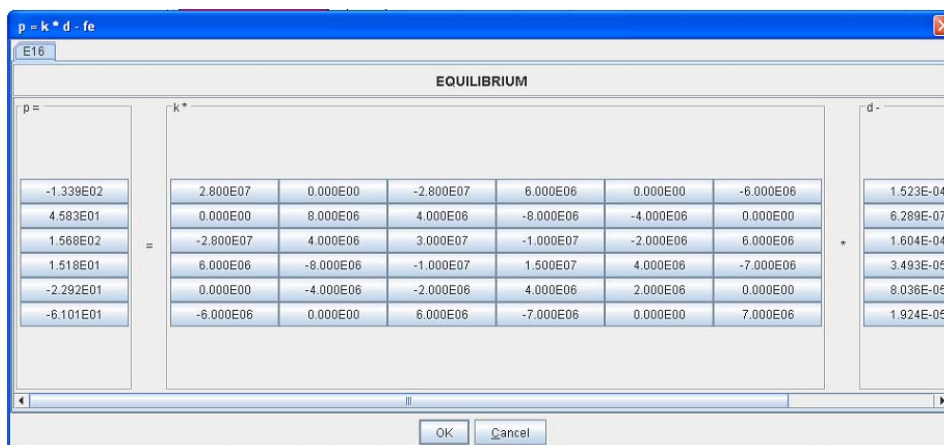 p = k * d - fe
E16
EQUILIBRIUM
p = k * d -
-1.339E02 2.800E07 0.000E00 -2.800E07 6.000E06 0.000E00 -6.000E06 1.523E-04
4.583E01 0.000E00 8.000E06 4.000E06 -8.000E06 -4.000E06 0.000E00 6.289E-07
1.568E02 = -2.800E07 4.000E06 3.000E07 -1.000E07 -2.000E06 6.000E06 * 1.604E-04
1.518E01 6.000E06 -8.000E06 -1.000E07 1.500E07 4.000E06 -7.000E06 3.493E-05
-2.292E01 0.000E00 -4.000E06 -2.000E06 4.000E06 2.000E06 0.000E00 8.036E-05
-6.101E01 -6.000E06 0.000E00 6.000E06 -7.000E06 0.000E00 7.000E06 1.924E-05
OK Cancel